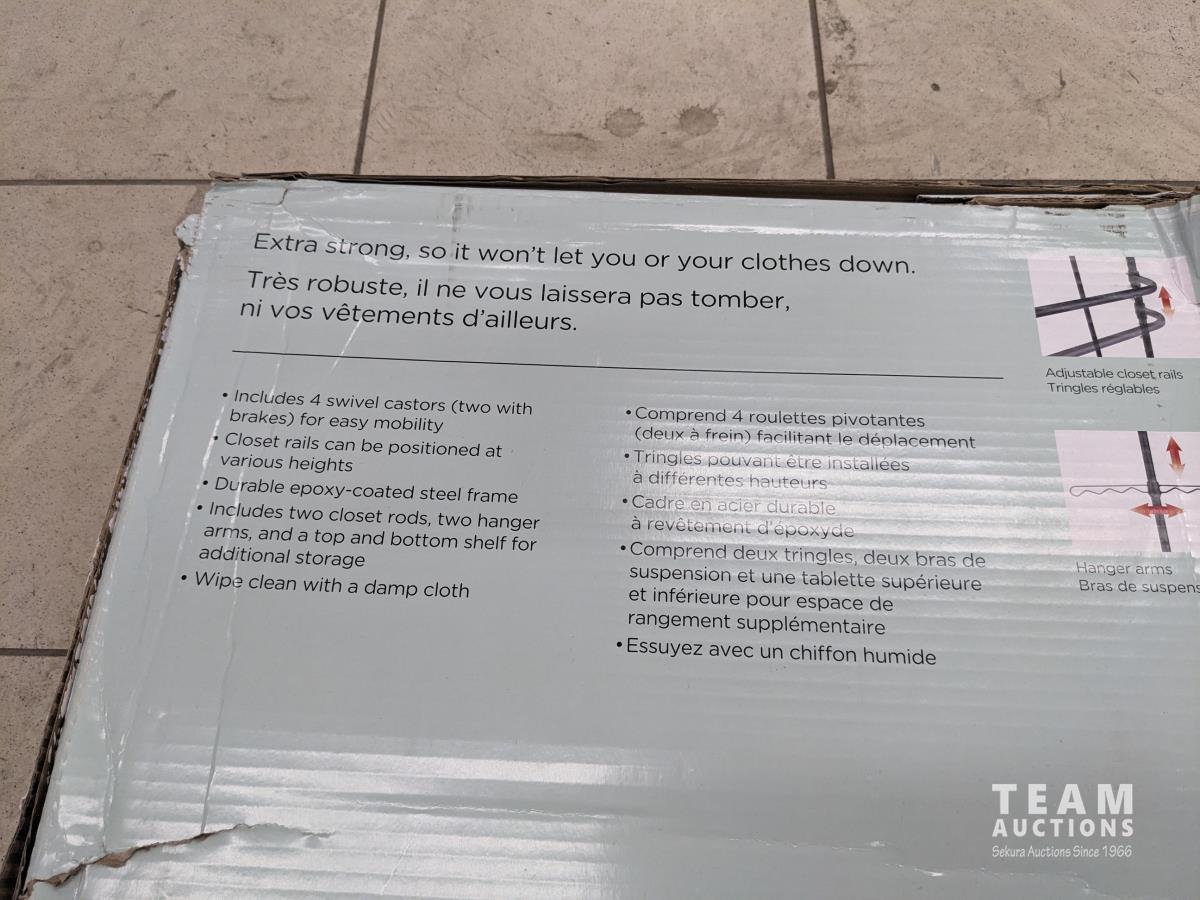 Extra strong, so it won't let you or your clothes down.
Très robuste, il ne vous laissera pas tomber,
ni vos vêtements d'ailleurs.
• Includes 4 swivel castors (two with
brakes) for easy mobility
• Closet rails can be positioned at
various heights
• Durable epoxy-coated steel frame
• Includes two closet rods, two hanger
arms, and a top and bottom shelf for
additional storage
• Wipe clean with a damp cloth
• Comprend 4 roulettes pivotantes
(deux à frein) facilitant le déplacement
• Tringles pouvant être installées
à différentes hauteurs
• Cadre en acier durable
à revêtement d'époxyde
• Comprend deux tringles, deux bras de
suspension et une tablette supérieure
et inférieure pour espace de
rangement supplémentaire
• Essuyez avec un chiffon humide
Adjustable closet rails
Tringles réglables
Hanger arms
Bras de suspens
TEAM
AUCTIONS
Sekura Auctions Since 1966